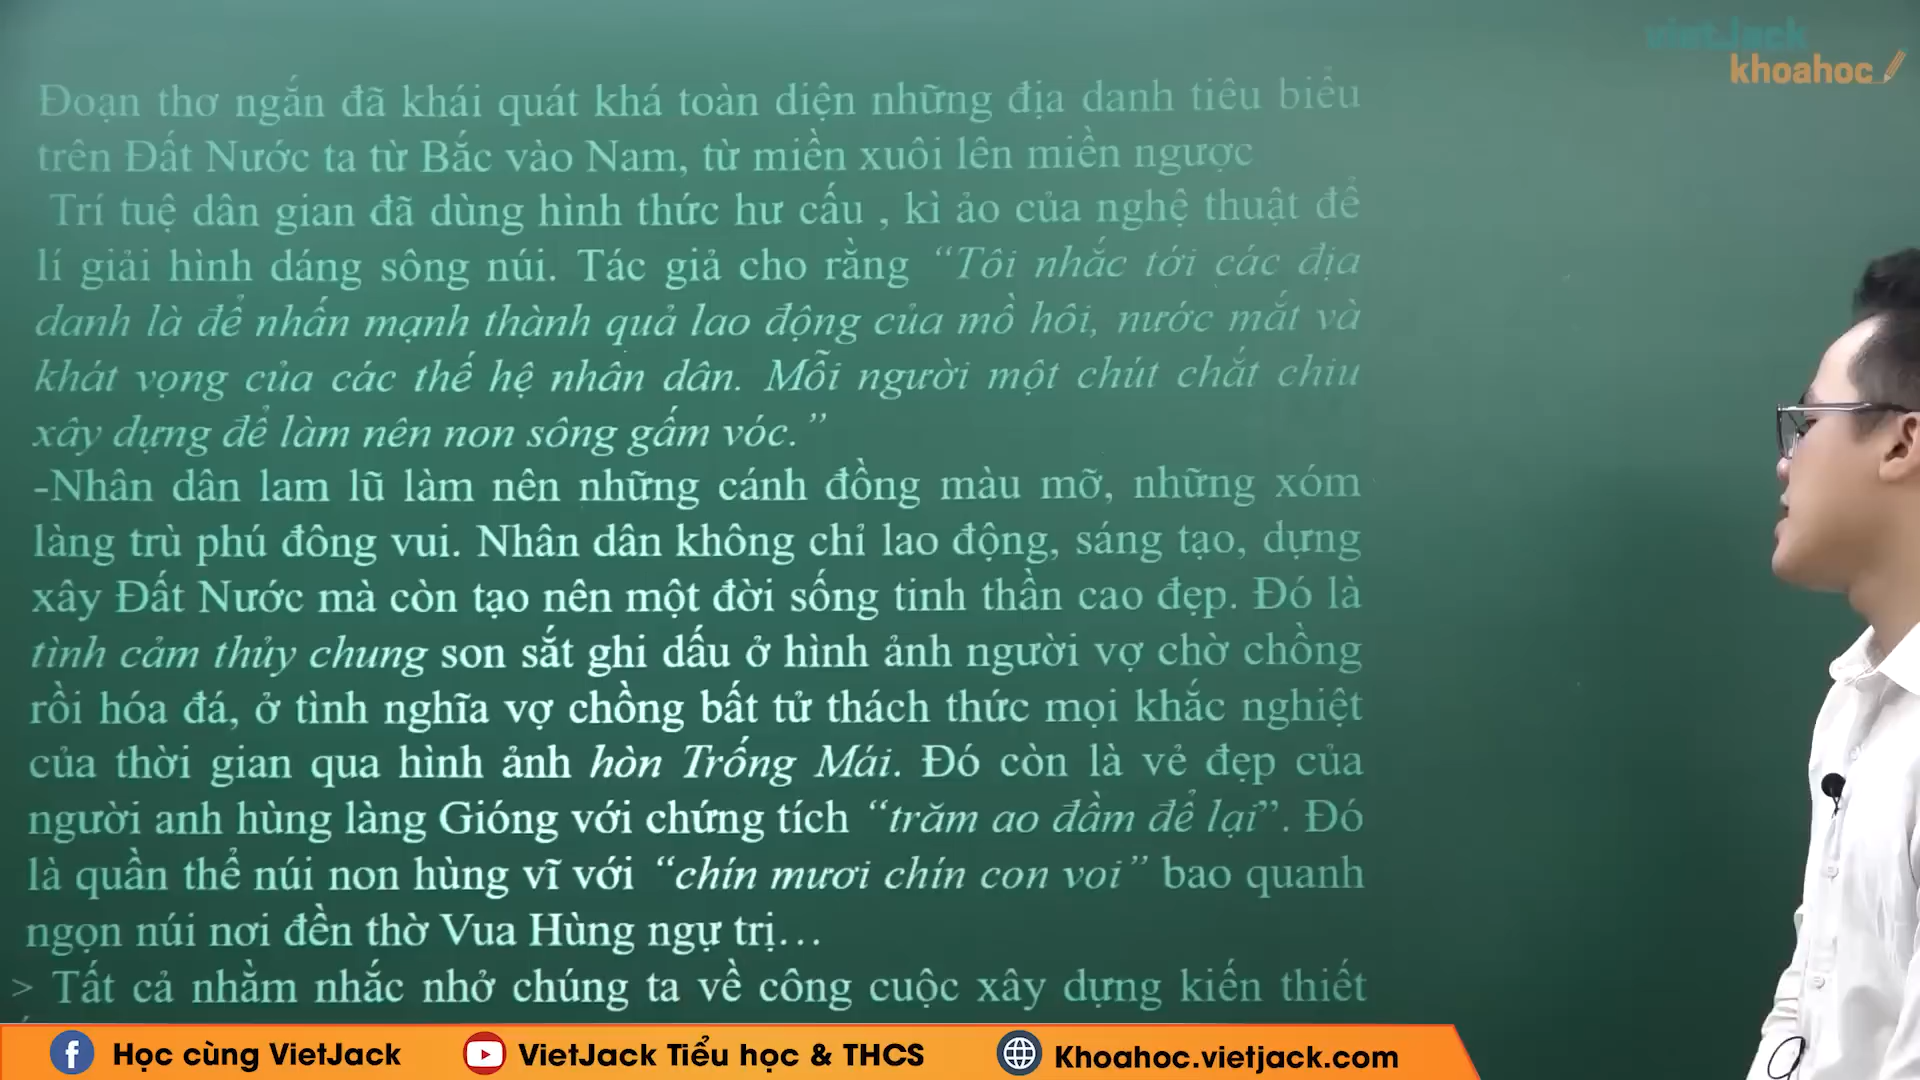 vietJack
khoahoc
Đoạn thơ ngắn đã khái quát khá toàn diện những địa danh tiêu biểu
trên Đất Nước ta từ Bắc vào Nam, từ miền xuôi lên miền ngược
Trí tuệ dân gian đã dùng hình thức hư cấu , kì ảo của nghệ thuật để
lí giải hình dáng sông núi. Tác giả cho rằng “Tôi nhắc tới các địa
danh là để nhấn mạnh thành quả lao động của mồ hôi, nước mắt và
khát vọng của các thế hệ nhân dân. Mỗi người một chút chắt chiu
xây dựng để làm nên non sông gấm vóc.”
-Nhân dân lam lũ làm nên những cánh đồng màu mỡ, những xóm
làng trù phú đông vui. Nhân dân không chỉ lao động, sáng tạo, dựng
xây Đất Nước mà còn tạo nên một đời sống tinh thần cao đẹp. Đó là
tình cảm thủy chung son sắt ghi dấu ở hình ảnh người vợ chờ chồng
rồi hóa đá, ở tình nghĩa vợ chồng bất tử thách thức mọi khắc nghiệt
của thời gian qua hình ảnh hòn Trống Mái. Đó còn là vẻ đẹp của
người anh hùng làng Gióng với chứng tích “trăm ao đầm để lại”. Đó
là quần thể núi non hùng vĩ với “chín mươi chín con voi” bao quanh
ngọn núi nơi đền thờ Vua Hùng ngự trị…
> Tất cả nhằm nhắc nhở chúng ta về công cuộc xây dựng kiến thiết
Học cùng VietJack
VietJack Tiểu học & THCS
Khoahoc.vietjack.com